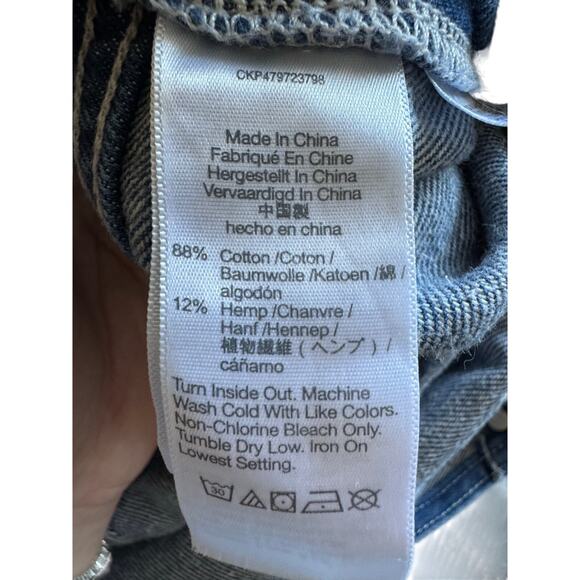 CKP479723798
Made In China
Fabriqué En Chine
Hergestellt In China
Vervaardigd In China
中国製
hecho en china
88% Cotton /Coton /
Baumwolle /Katoen /綿 /
algodón
12% Hemp /Chanvre /
Hanf /Hennep /
植物繊維 (ヘンプ) /
cáñamo
Turn Inside Out. Machine
Wash Cold With Like Colors.
Non-Chlorine Bleach Only.
Tumble Dry Low. Iron On
Lowest Setting.
30